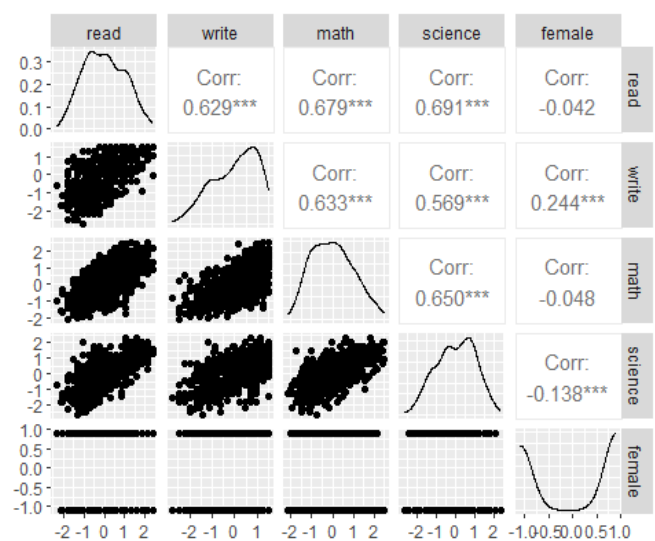 read write math science female
0.3
0.2
0.1
0.0
Corr:
0.629***
Corr:
0.679***
Corr:
0.691***
Corr:
-0.042
read
1
0
-1
-2
Corr:
0.633***
Corr:
0.569***
Corr:
0.244***
write
2
1
0
-1
-2
Corr:
0.650***
Corr:
-0.048
math
2
1
0
-1
-2
Corr:
-0.138***
science
1.0
0.5
0.0
-0.5
-1.0
female
-2 -1 0 1 2 -2 -1 0 1 -2 -1 0 1 2 -2 -1 0 1 2 -1.0-0.50.00.51.0